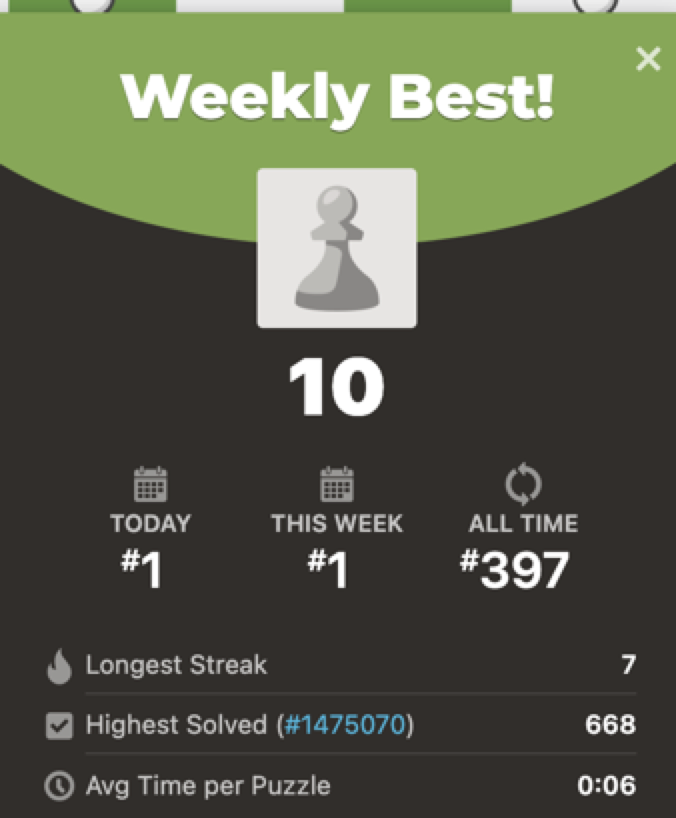 Weekly Best!
10
TODAY THIS WEEK ALL TIME
#1 #1 #397
Longest Streak 7
Highest Solved (#1475070) 668
Avg Time per Puzzle 0:06